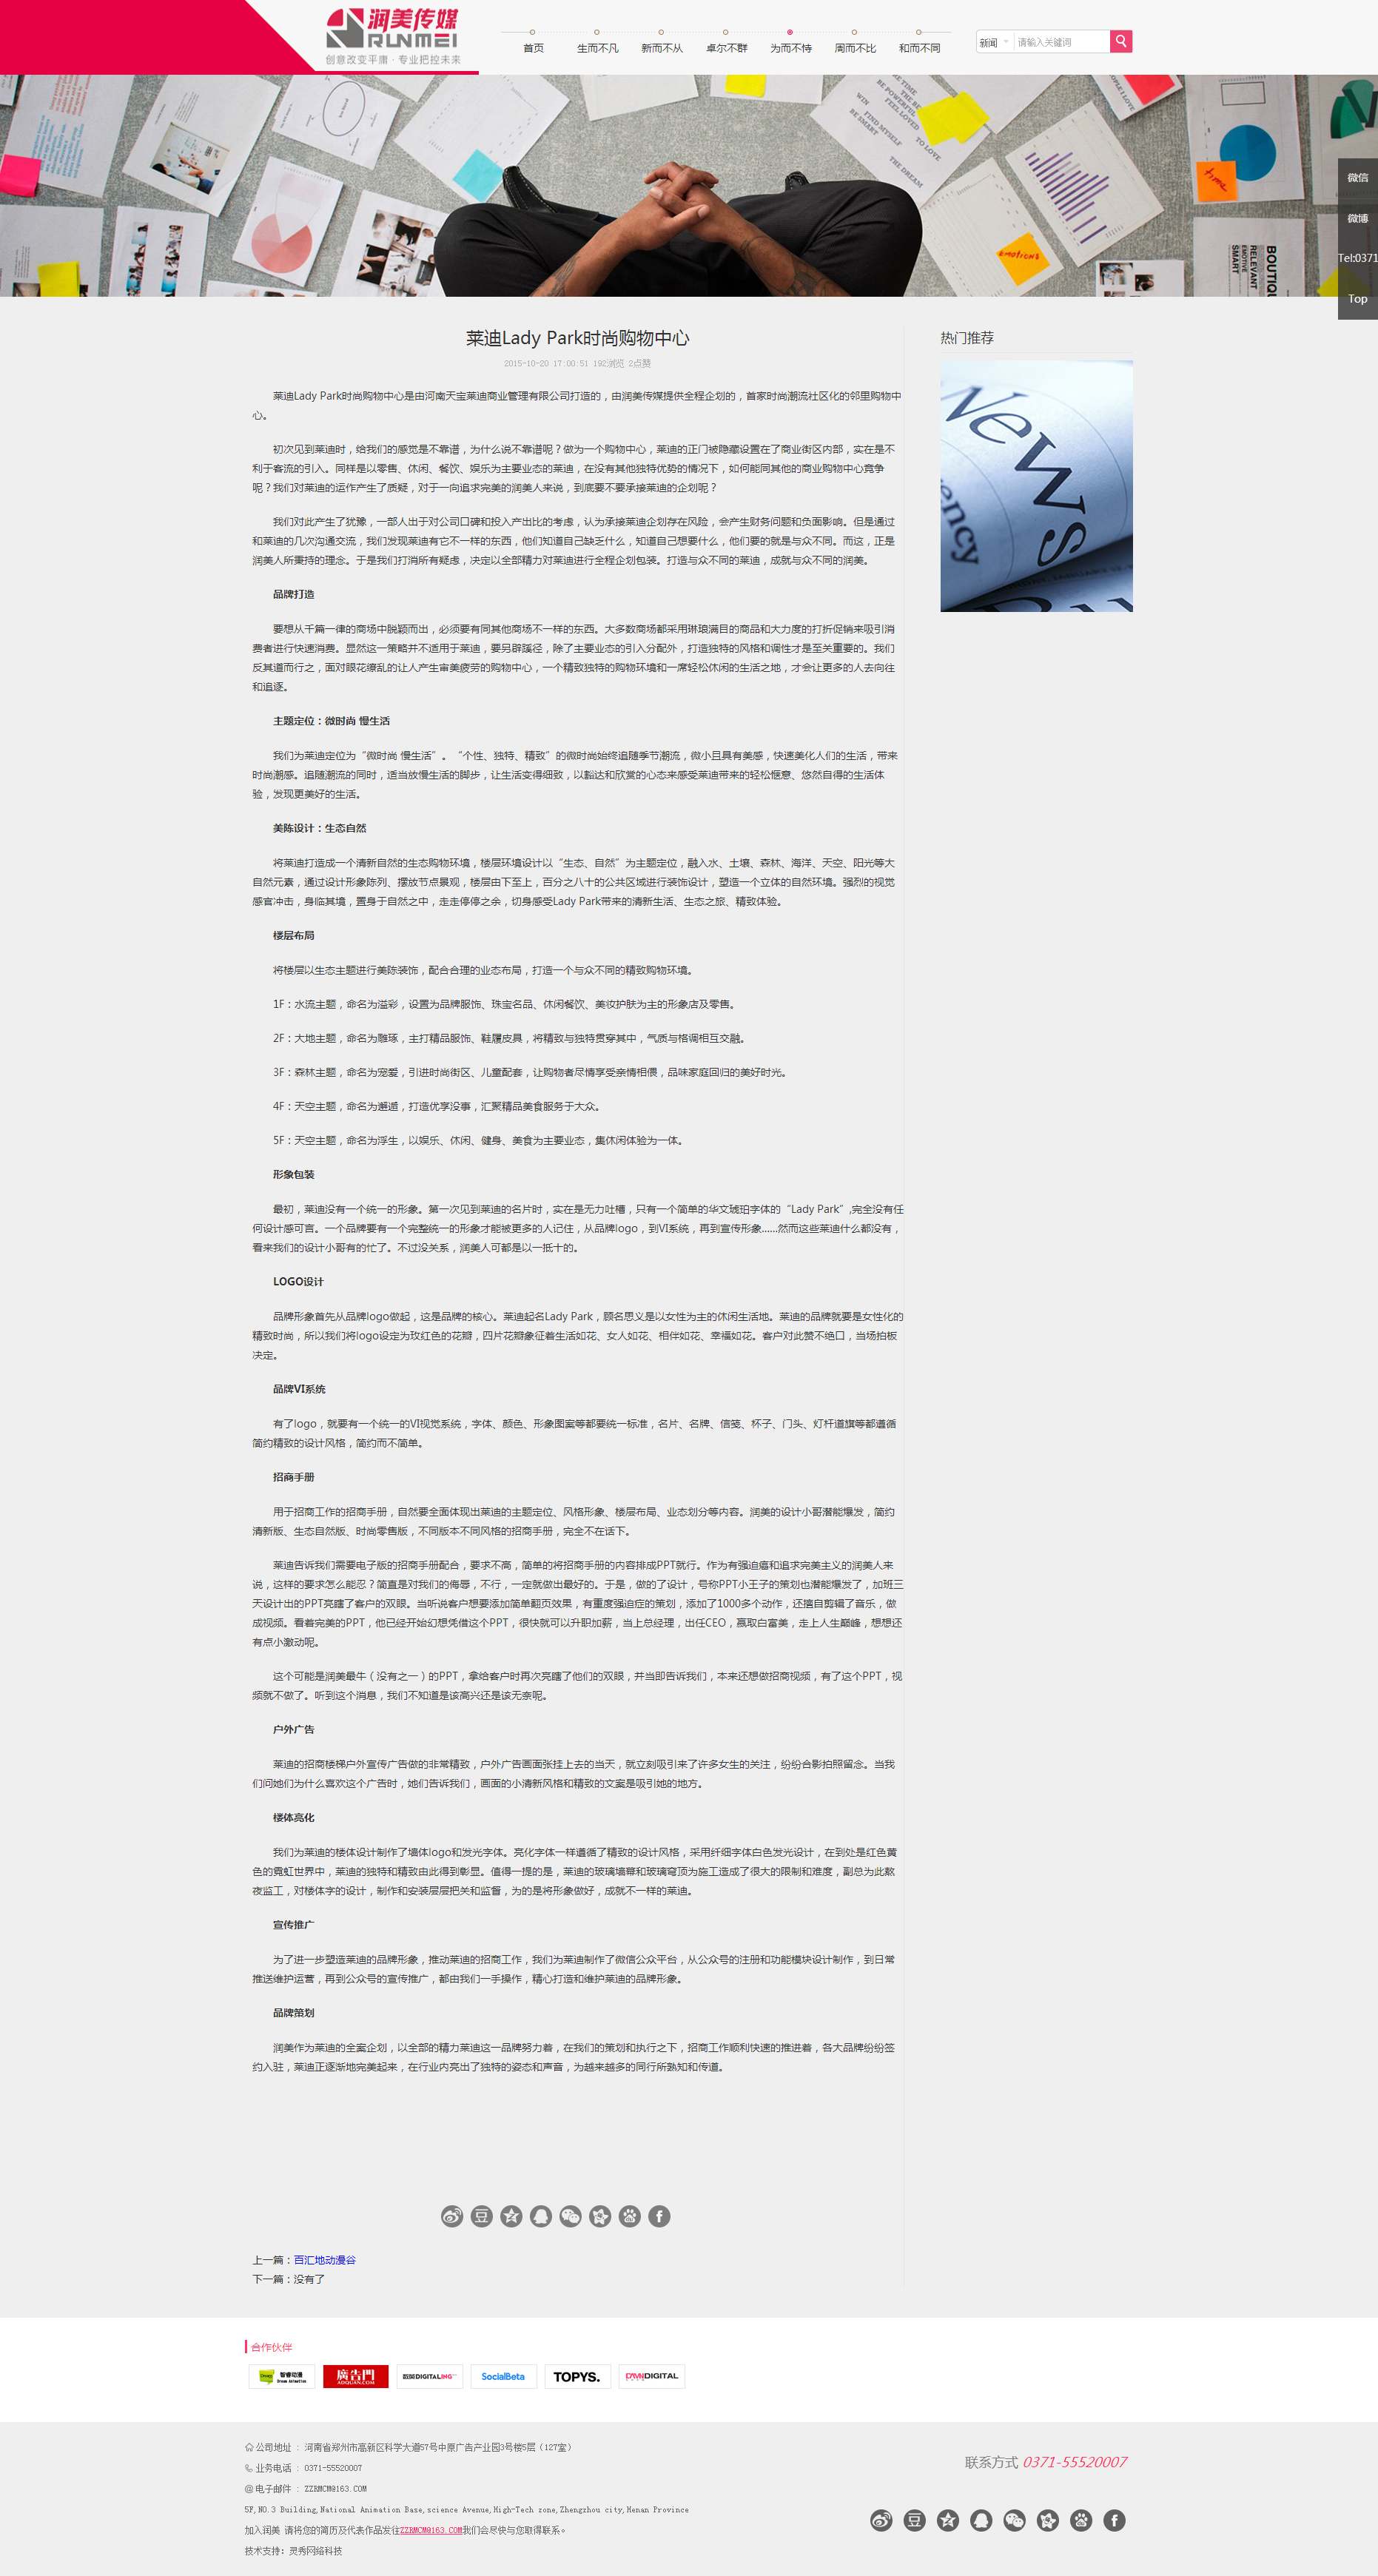 润美传媒
RUNMEI
创意改变平庸 · 专业把控未来
首页 生而不凡 新而不从 卓尔不群 为而不恃 周而不比 和而不同
新闻 请输入关键词
微信
微博
Tel:0371
Top
莱迪Lady Park时尚购物中心
2015-10-20 17:00:51 192浏览 2点赞
热门推荐
News
莱迪Lady Park时尚购物中心是由河南天宝莱迪商业管理有限公司打造的，由润美传媒提供全程企划的，首家时尚潮流社区化的邻里购物中
心。
初次见到莱迪时，给我们的感觉是不靠谱，为什么说不靠谱呢？做为一个购物中心，莱迪的正门被隐藏设置在了商业街区内部，实在是不
利于客流的引入。同样是以零售、休闲、餐饮、娱乐为主要业态的莱迪，在没有其他独特优势的情况下，如何能同其他的商业购物中心竞争
呢？我们对莱迪的运作产生了质疑，对于一向追求完美的润美人来说，到底要不要承接莱迪的企划呢？
我们对此产生了犹豫，一部人出于对公司口碑和投入产出比的考虑，认为承接莱迪企划存在风险，会产生财务问题和负面影响。但是通过
和莱迪的几次沟通交流，我们发现莱迪有它不一样的东西，他们知道自己缺乏什么，知道自己想要什么，他们要的就是与众不同。而这，正是
润美人所秉持的理念。于是我们打消所有疑虑，决定以全部精力对莱迪进行全程企划包装。打造与众不同的莱迪，成就与众不同的润美。
品牌打造
要想从千篇一律的商场中脱颖而出，必须要有同其他商场不一样的东西。大多数商场都采用琳琅满目的商品和大力度的打折促销来吸引消
费者进行快速消费。显然这一策略并不适用于莱迪，要另辟蹊径，除了主要业态的引入分配外，打造独特的风格和调性才是至关重要的。我们
反其道而行之，面对眼花缭乱的让人产生审美疲劳的购物中心，一个精致独特的购物环境和一席轻松休闲的生活之地，才会让更多的人去向往
和追逐。
主题定位：微时尚 慢生活
我们为莱迪定位为“微时尚 慢生活”。“个性、独特、精致”的微时尚始终追随季节潮流，微小且具有美感，快速美化人们的生活，带来
时尚潮感。追随潮流的同时，适当放慢生活的脚步，让生活变得细致，以豁达和欣赏的心态来感受莱迪带来的轻松惬意、悠然自得的生活体
验，发现更美好的生活。
美陈设计：生态自然
将莱迪打造成一个清新自然的生态购物环境，楼层环境设计以“生态、自然”为主题定位，融入水、土壤、森林、海洋、天空、阳光等大
自然元素，通过设计形象陈列、摆放节点景观，楼层由下至上，百分之八十的公共区域进行装饰设计，塑造一个立体的自然环境。强烈的视觉
感官冲击，身临其境，置身于自然之中，走走停停之余，切身感受Lady Park带来的清新生活、生态之旅、精致体验。
楼层布局
将楼层以生态主题进行美陈装饰，配合合理的业态布局，打造一个与众不同的精致购物环境。
1F：水流主题，命名为溢彩，设置为品牌服饰、珠宝名品、休闲餐饮、美妆护肤为主的形象店及零售。
2F：大地主题，命名为雕琢，主打精品服饰、鞋履皮具，将精致与独特贯穿其中，气质与格调相互交融。
3F：森林主题，命名为宠爱，引进时尚街区、儿童配套，让购物者尽情享受亲情相偎，品味家庭回归的美好时光。
4F：天空主题，命名为邂逅，打造优享没事，汇聚精品美食服务于大众。
5F：天空主题，命名为浮生，以娱乐、休闲、健身、美食为主要业态，集休闲体验为一体。
形象包装
最初，莱迪没有一个统一的形象。第一次见到莱迪的名片时，实在是无力吐槽，只有一个简单的华文琥珀字体的“Lady Park”,完全没有任
何设计感可言。一个品牌要有一个完整统一的形象才能被更多的人记住，从品牌logo，到VI系统，再到宣传形象......然而这些莱迪什么都没有，
看来我们的设计小哥有的忙了。不过没关系，润美人可都是以一抵十的。
LOGO设计
品牌形象首先从品牌logo做起，这是品牌的核心。莱迪起名Lady Park，顾名思义是以女性为主的休闲生活地。莱迪的品牌就要是女性化的
精致时尚，所以我们将logo设定为玫红色的花瓣，四片花瓣象征着生活如花、女人如花、相伴如花、幸福如花。客户对此赞不绝口，当场拍板
决定。
品牌VI系统
有了logo，就要有一个统一的VI视觉系统，字体、颜色、形象图案等都要统一标准，名片、名牌、信笺、杯子、门头、灯杆道旗等都遵循
简约精致的设计风格，简约而不简单。
招商手册
用于招商工作的招商手册，自然要全面体现出莱迪的主题定位、风格形象、楼层布局、业态划分等内容。润美的设计小哥潜能爆发，简约
清新版、生态自然版、时尚零售版，不同版本不同风格的招商手册，完全不在话下。
莱迪告诉我们需要电子版的招商手册配合，要求不高，简单的将招商手册的内容排成PPT就行。作为有强迫癌和追求完美主义的润美人来
说，这样的要求怎么能忍？简直是对我们的侮辱，不行，一定就做出最好的。于是，做的了设计，号称PPT小王子的策划也潜能爆发了，加班三
天设计出的PPT亮瞎了客户的双眼。当听说客户想要添加简单翻页效果，有重度强迫症的策划，添加了1000多个动作，还擅自剪辑了音乐，做
成视频。看着完美的PPT，他已经开始幻想凭借这个PPT，很快就可以升职加薪，当上总经理，出任CEO，赢取白富美，走上人生巅峰，想想还
有点小激动呢。
这个可能是润美最牛（没有之一）的PPT，拿给客户时再次亮瞎了他们的双眼，并当即告诉我们，本来还想做招商视频，有了这个PPT，视
频就不做了。听到这个消息，我们不知道是该高兴还是该无奈呢。
户外广告
莱迪的招商楼梯户外宣传广告做的非常精致，户外广告画面张挂上去的当天，就立刻吸引来了许多女生的关注，纷纷合影拍照留念。当我
们问她们为什么喜欢这个广告时，她们告诉我们，画面的小清新风格和精致的文案是吸引她的地方。
楼体亮化
我们为莱迪的楼体设计制作了墙体logo和发光字体。亮化字体一样遵循了精致的设计风格，采用纤细字体白色发光设计，在到处是红色黄
色的霓虹世界中，莱迪的独特和精致由此得到彰显。值得一提的是，莱迪的玻璃墙幕和玻璃穹顶为施工造成了很大的限制和难度，副总为此熬
夜监工，对楼体字的设计，制作和安装层层把关和监督，为的是将形象做好，成就不一样的莱迪。
宣传推广
为了进一步塑造莱迪的品牌形象，推动莱迪的招商工作，我们为莱迪制作了微信公众平台，从公众号的注册和功能模块设计制作，到日常
推送维护运营，再到公众号的宣传推广，都由我们一手操作，精心打造和维护莱迪的品牌形象。
品牌策划
润美作为莱迪的全案企划，以全部的精力莱迪这一品牌努力着，在我们的策划和执行之下，招商工作顺利快速的推进着，各大品牌纷纷签
约入驻，莱迪正逐渐地完美起来，在行业内亮出了独特的姿态和声音，为越来越多的同行所熟知和传道。
上一篇：百汇地动漫谷
下一篇：没有了
合作伙伴
智睿动漫 廣告門 ADQUAN.COM DIGITALING SocialBeta TOPYS. DIGITAL
公司地址 : 河南省郑州市高新区科学大道57号中原广告产业园3号楼5层（127室）
业务电话 : 0371-55520007
电子邮件 : ZZRMCM@163.COM
5F,NO.3 Building,National Animation Base,science Avenue,High-Tech zone,Zhengzhou city,Henan Province
加入润美 请将您的简历及代表作品发往ZZRMCM@163.COM我们会尽快与您取得联系。
技术支持: 灵秀网络科技
联系方式 0371-55520007